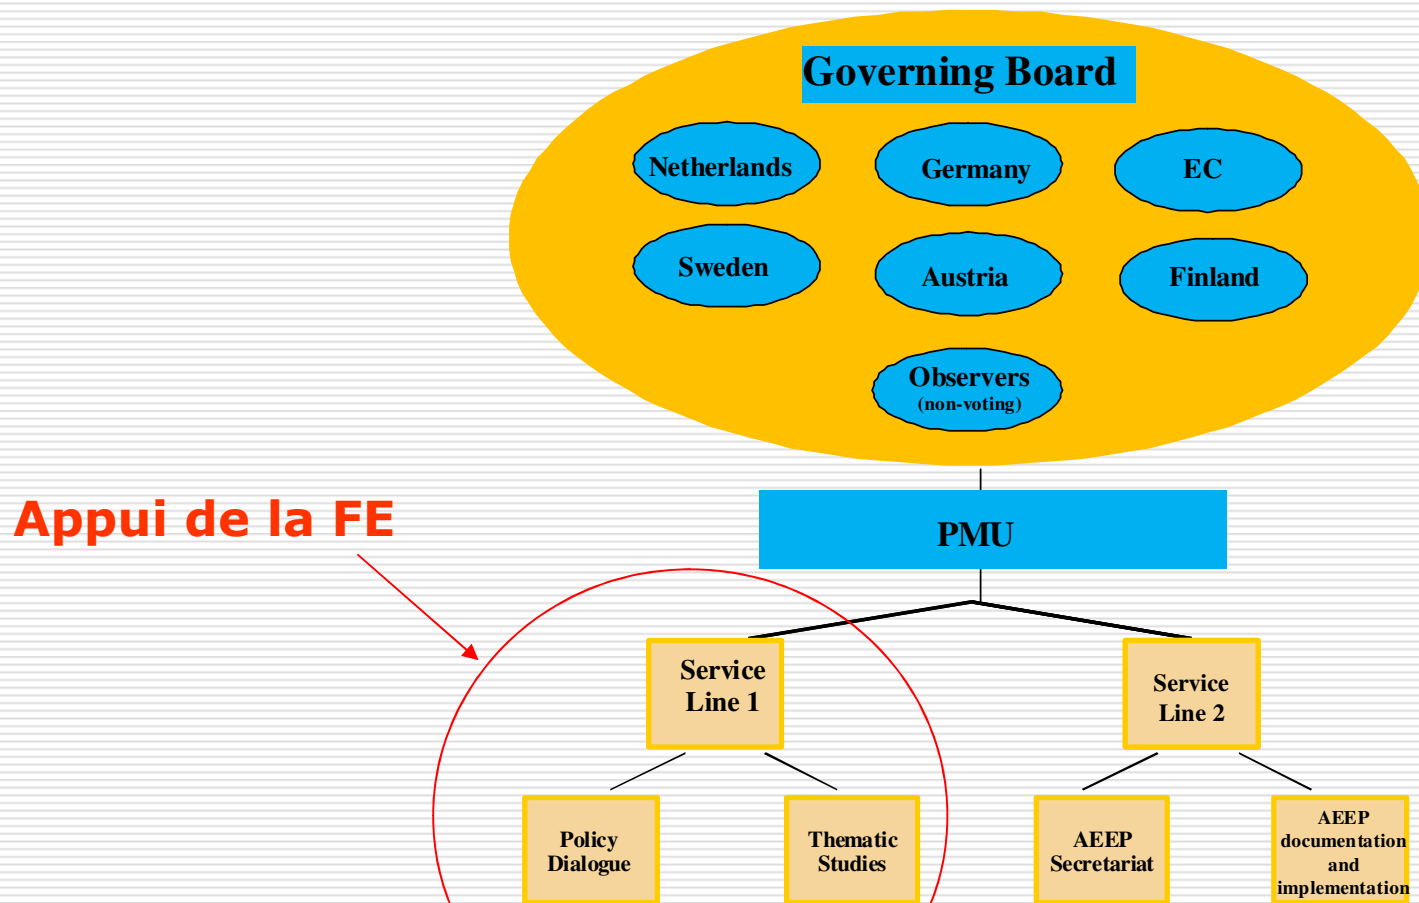 Governing Board
Netherlands
Germany
EC
Sweden
Austria
Finland
Observers
(non-voting)
Appui de la FE
PMU
Service
Line 1
Service
Line 2
Policy
Dialogue
Thematic
Studies
AEEP
Secretariat
AEEP
documentation
and
implementation